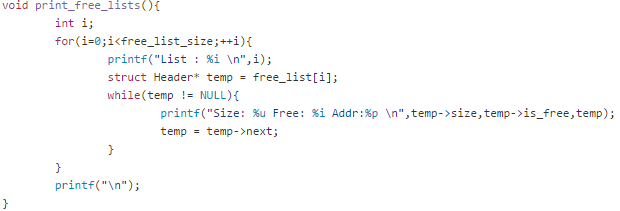 void print_free_lists(){
        int i;
        for(i=0;i<free_list_size;++i){
                printf("List : %i \n",i);
                struct Header* temp = free_list[i];
                while(temp != NULL){
                        printf("Size: %u Free: %i Addr:%p \n",temp->size,temp->is_free,temp);
                        temp = temp->next;
                }
        }
        printf("\n");
}